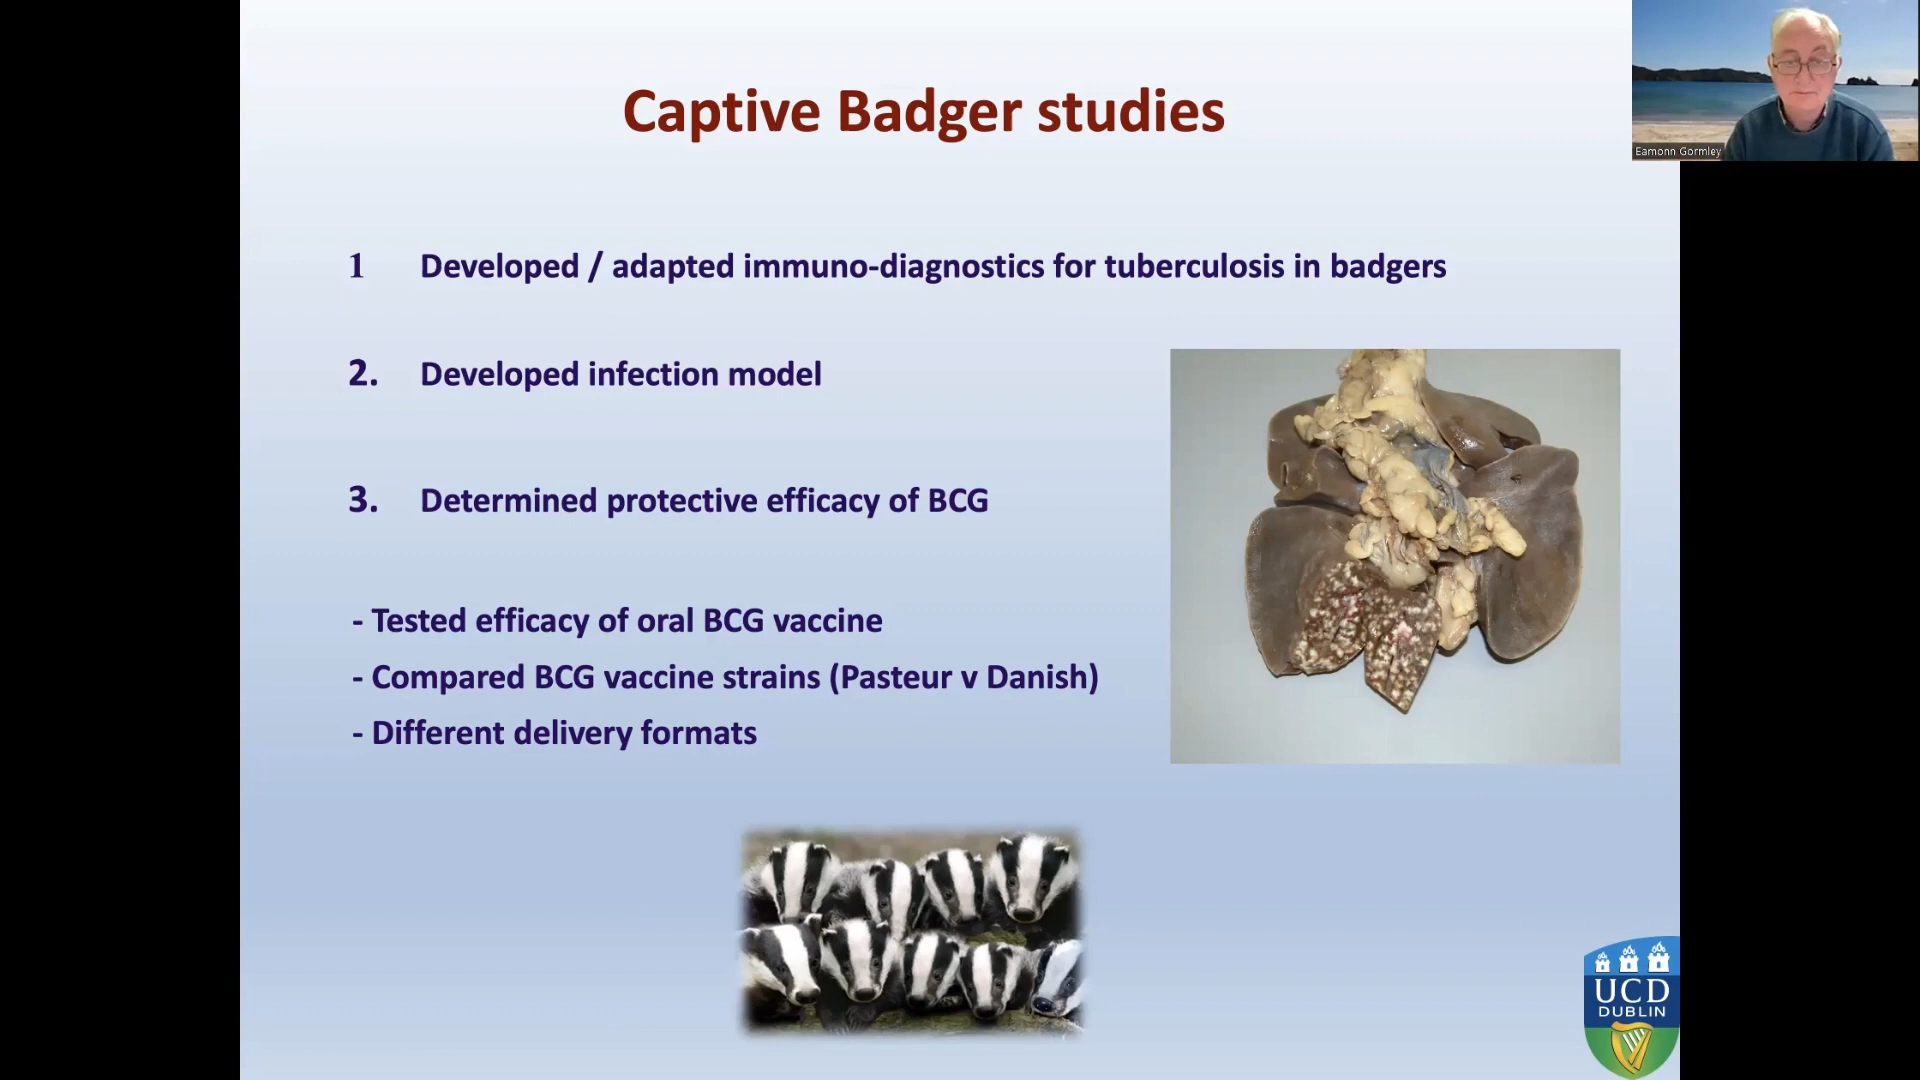 Captive Badger studies
Eamonn Gormley
1 Developed / adapted immuno-diagnostics for tuberculosis in badgers
2. Developed infection model
3. Determined protective efficacy of BCG
- Tested efficacy of oral BCG vaccine
- Compared BCG vaccine strains (Pasteur v Danish)
- Different delivery formats
UCD
DUBLIN